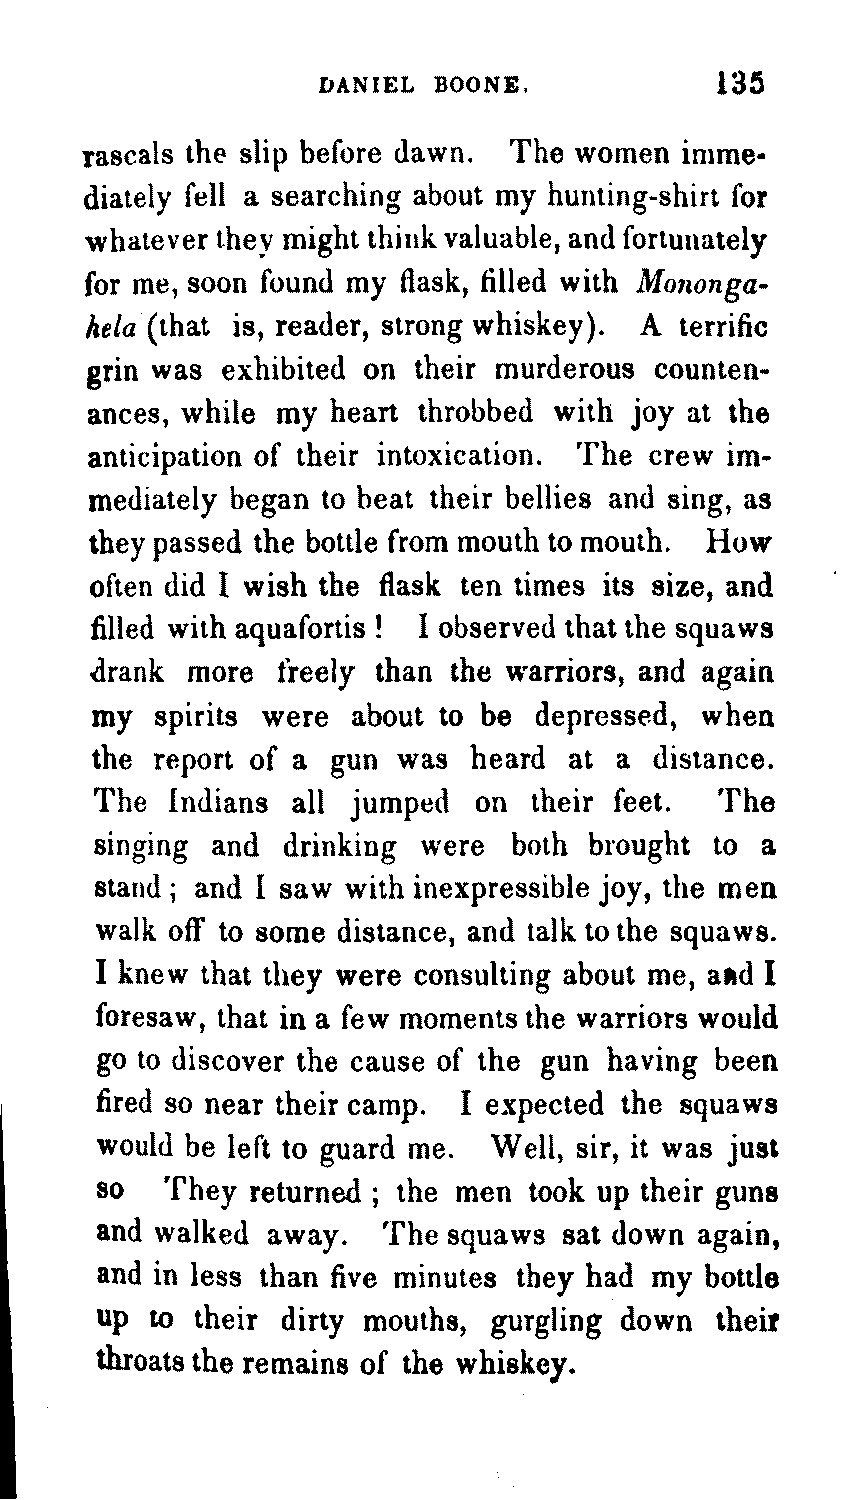 DANIEL BOONE. 135
rascals the slip before dawn. The women imme-
diately fell a searching about my hunting-shirt for
whatever they might think valuable, and fortunately
for me, soon found my flask, filled with Mononga-
hela (that is, reader, strong whiskey). A terrific
grin was exhibited on their murderous counten-
ances, while my heart throbbed with joy at the
anticipation of their intoxication. The crew im-
mediately began to beat their bellies and sing, as
they passed the bottle from mouth to mouth. How
often did I wish the flask ten times its size, and
filled with aquafortis! I observed that the squaws
drank more freely than the warriors, and again
my spirits were about to be depressed, when
the report of a gun was heard at a distance.
The Indians all jumped on their feet. The
singing and drinking were both brought to a
stand; and I saw with inexpressible joy, the men
walk off to some distance, and talk to the squaws.
I knew that they were consulting about me, and I
foresaw, that in a few moments the warriors would
go to discover the cause of the gun having been
fired so near their camp. I expected the squaws
would be left to guard me. Well, sir, it was just
so They returned; the men took up their guns
and walked away. The squaws sat down again,
and in less than five minutes they had my bottle
up to their dirty mouths, gurgling down their
throats the remains of the whiskey.